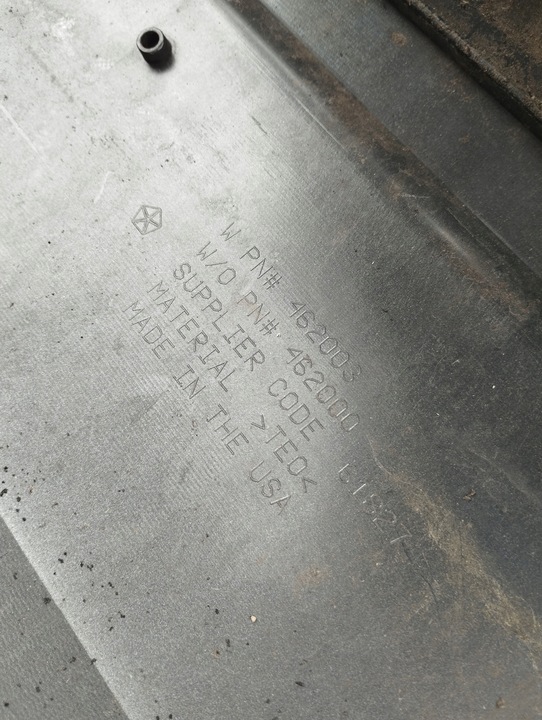 W PN# 462003
W/O PN# 462000
SUPPLIER CODE
MATERIAL >TEO<
MADE IN THE USA